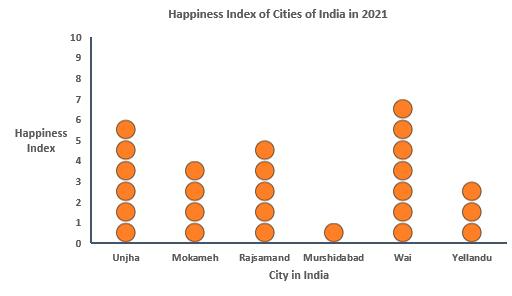 Happiness Index of Cities of India in 2021
10
9
8
7
6
5
4
3
2
1
0
Happiness
Index
Unjha Mokameh Rajsamand Murshidabad Wai Yellandu
City in India